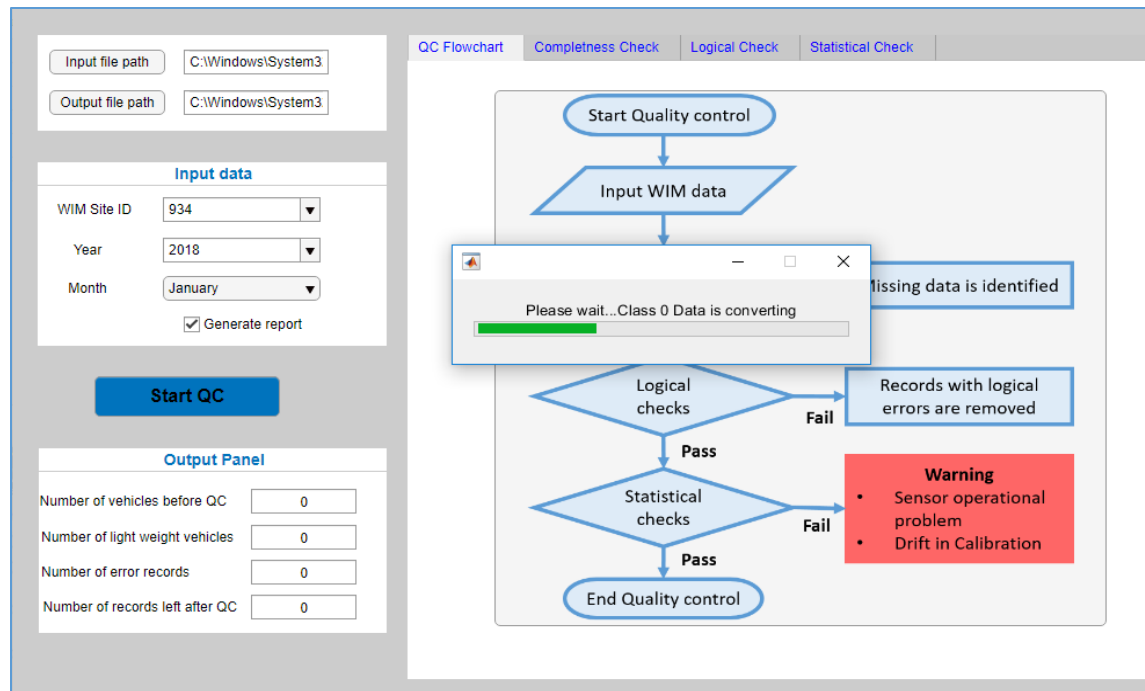 Input file path
C:\Windows\System3
Output file path
C:\Windows\System3
Input data
WIM Site ID
934
Year
2018
Month
January
Generate report
Start QC
Output Panel
Number of vehicles before QC
0
Number of light weight vehicles
0
Number of error records
0
Number of records left after QC
0
QC Flowchart
Completness Check
Logical Check
Statistical Check
Start Quality control
Input WIM data
Please wait...Class 0 Data is converting
Missing data is identified
Logical
checks
Fail
Records with logical
errors are removed
Pass
Statistical
checks
Fail
Warning
• Sensor operational
problem
• Drift in Calibration
Pass
End Quality control